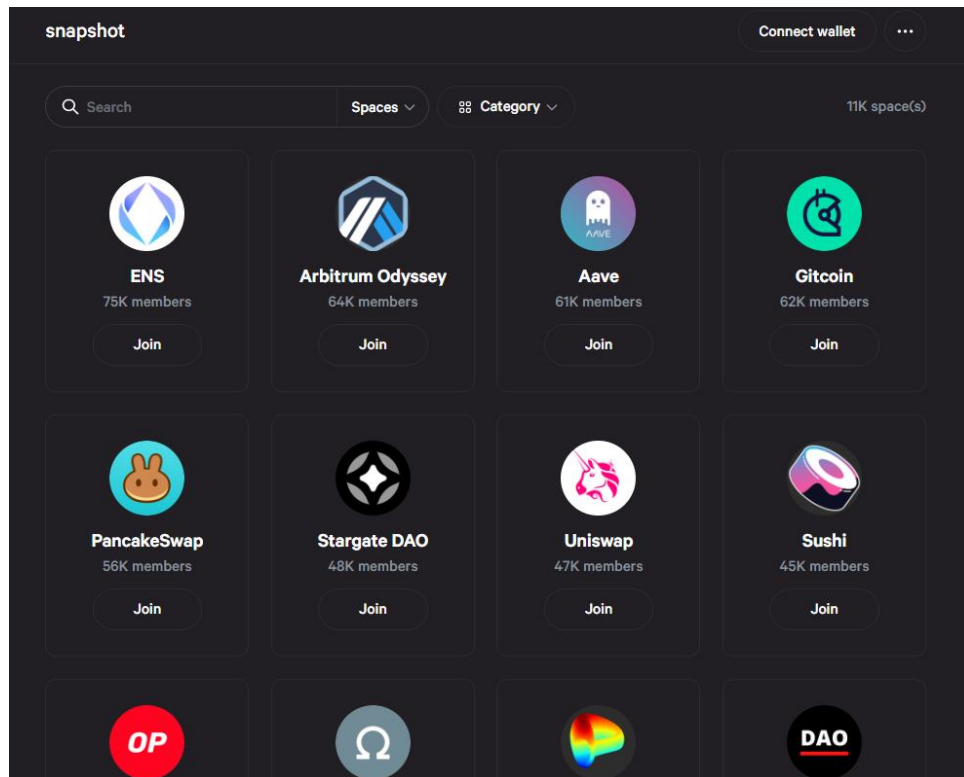 snapshot
Connect wallet
Search
Spaces
Category
11K space(s)
AAVE
ENS
Arbitrum Odyssey
Aave
Gitcoin
75K members
64K members
61K members
62K members
Join
Join
Join
Join
PancakeSwap
Stargate DAO
Uniswap
Sushi
56K members
48K members
47K members
45K members
Join
Join
Join
Join
OP
Ω
DAO